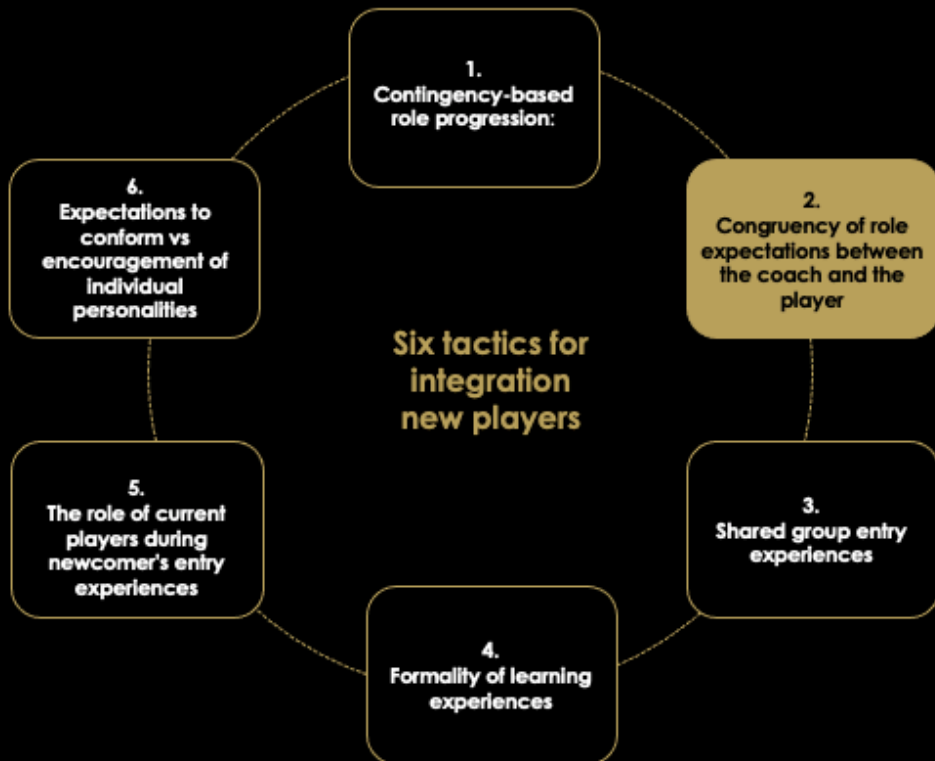 1.
Contingency-based
role progression:
2.
Congruency of role
expectations between
the coach and the
player
3.
Shared group entry
experiences
4.
Formality of learning
experiences
5.
The role of current
players during
newcomer's entry
experiences
6.
Expectations to
conform vs
encouragement of
individual
personalities
Six tactics for
integration
new players